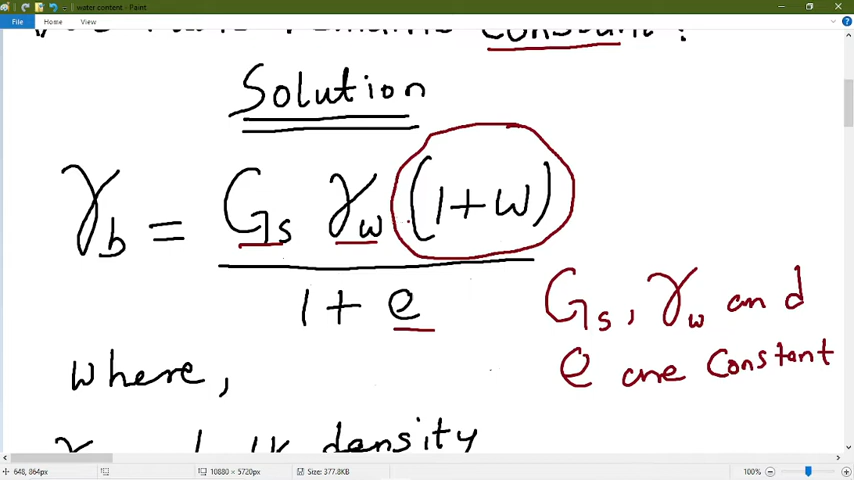 water content - Paint
File Home View
constant ?
Solution
γb = Gs γw (1+w)
1 + e
Gs, γw and
e are constant
where,
bulk density
648, 864px 10880 × 5720px Size: 377.8KB 100%